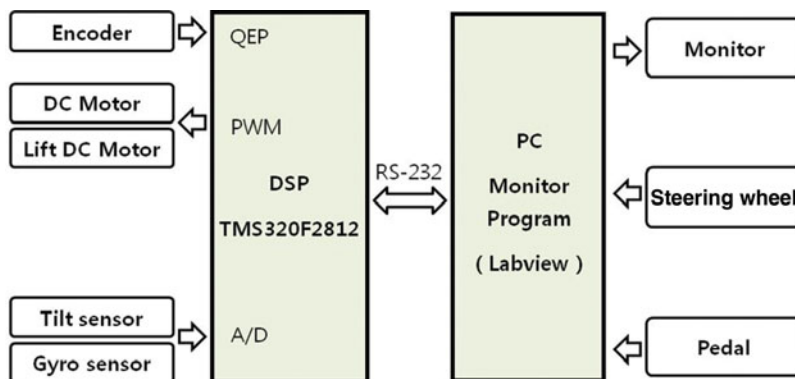 Encoder
DC Motor
Lift DC Motor
Tilt sensor
Gyro sensor
QEP
PWM
DSP
TMS320F2812
A/D
RS-232
PC
Monitor
Program
( Labview )
Monitor
Steering wheel
Pedal